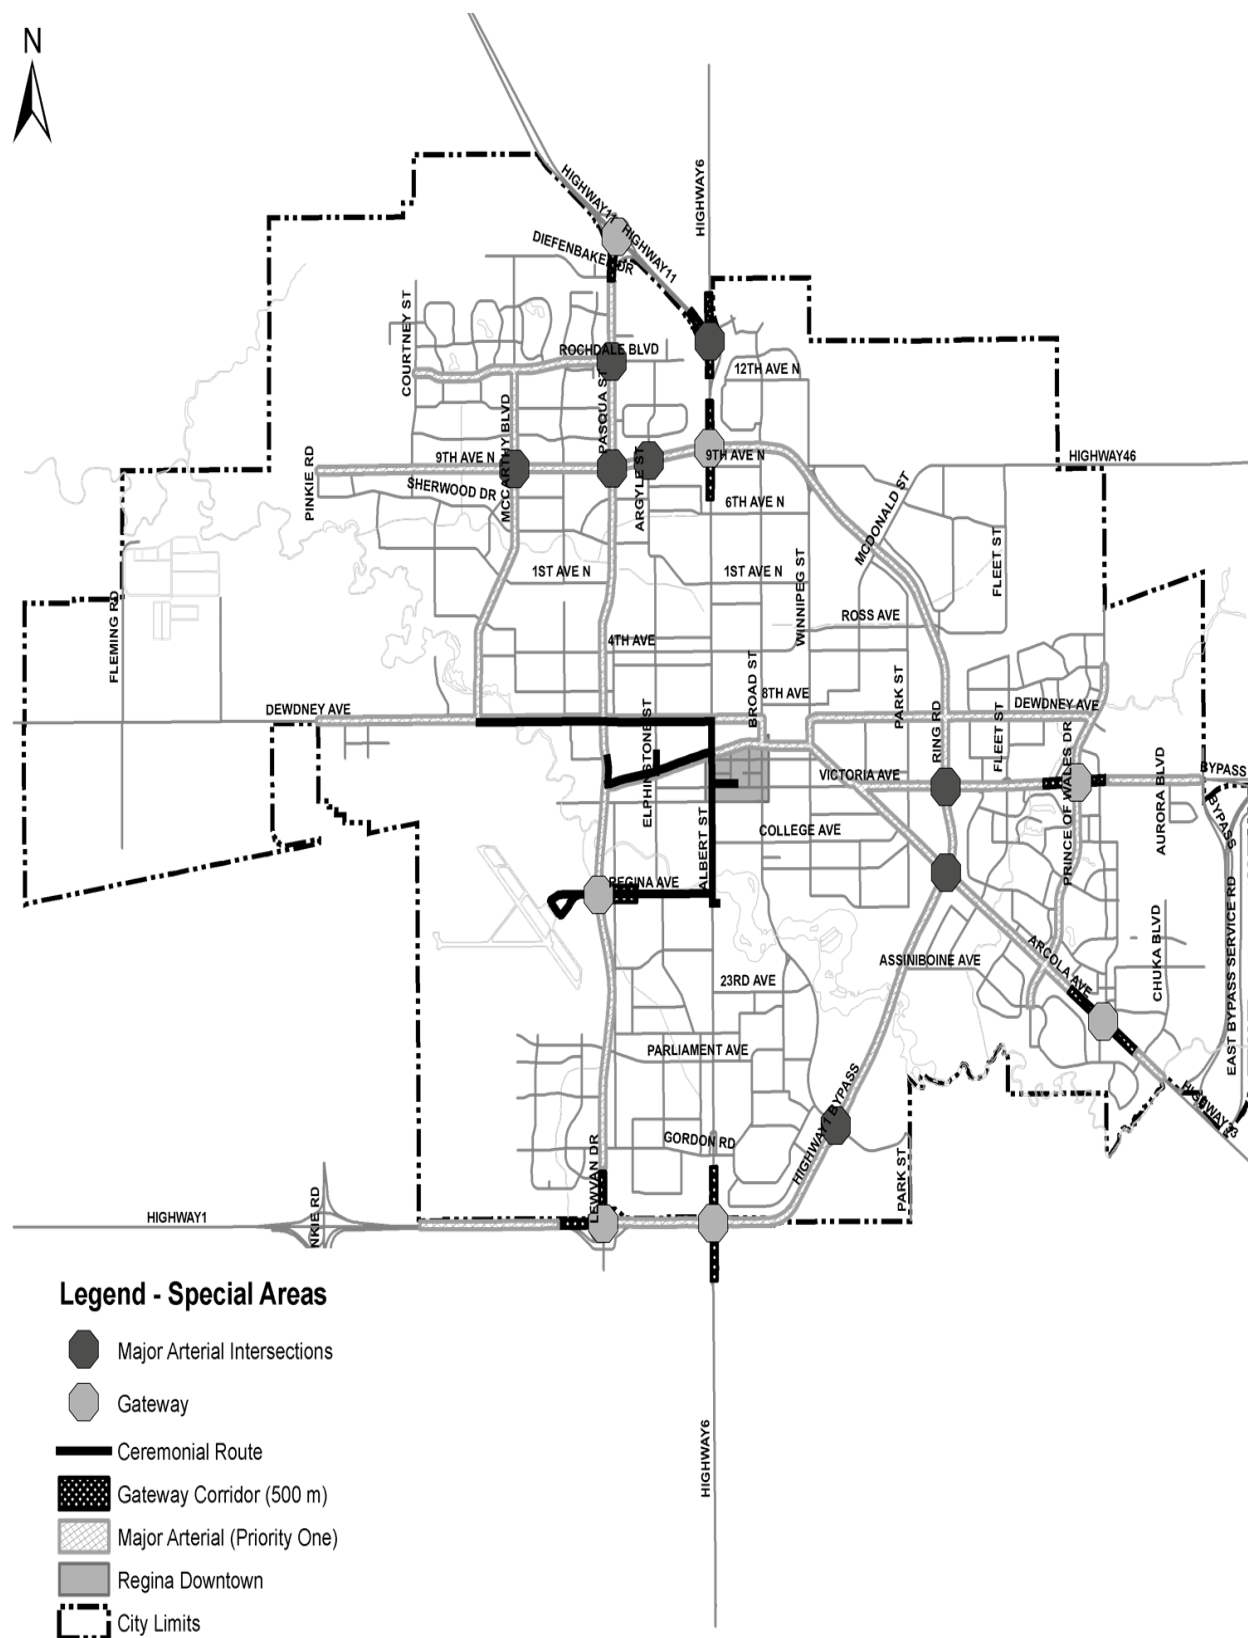 N
HIGHWAY11
HIGHWAY6
DIEFENBAKER DR
HIGHWAY11
COURTNEY ST
ROCHDALE BLVD
12TH AVE N
PASQUA ST
MCCARTHY BLVD
9TH AVE N
9TH AVE N
HIGHWAY46
PINKIE RD
SHERWOOD DR
ARGYLE ST
6TH AVE N
MCDONALD ST
1ST AVE N
1ST AVE N
WINNIPEG ST
FLEET ST
FLEMING RD
ROSS AVE
4TH AVE
BROAD ST
8TH AVE
PARK ST
DEWDNEY AVE
DEWDNEY AVE
ELPHINSTONE ST
RING RD
FLEET ST
PRINCE OF WALES DR
VICTORIA AVE
AURORA BLVD
BYPASS
BYPASS
COLLEGE AVE
ALBERT ST
REGINA AVE
ARCOLA AVE
ASSINIBOINE AVE
CHUKA BLVD
EAST BYPASS SERVICE RD
23RD AVE
PARLIAMENT AVE
HIGHWAY1 BYPASS
HIGHWAY33
GORDON RD
LEWVAN DR
PARK ST
HIGHWAY1
NKIE RD
HIGHWAY6
Legend - Special Areas
Major Arterial Intersections
Gateway
Ceremonial Route
Gateway Corridor (500 m)
Major Arterial (Priority One)
Regina Downtown
City Limits